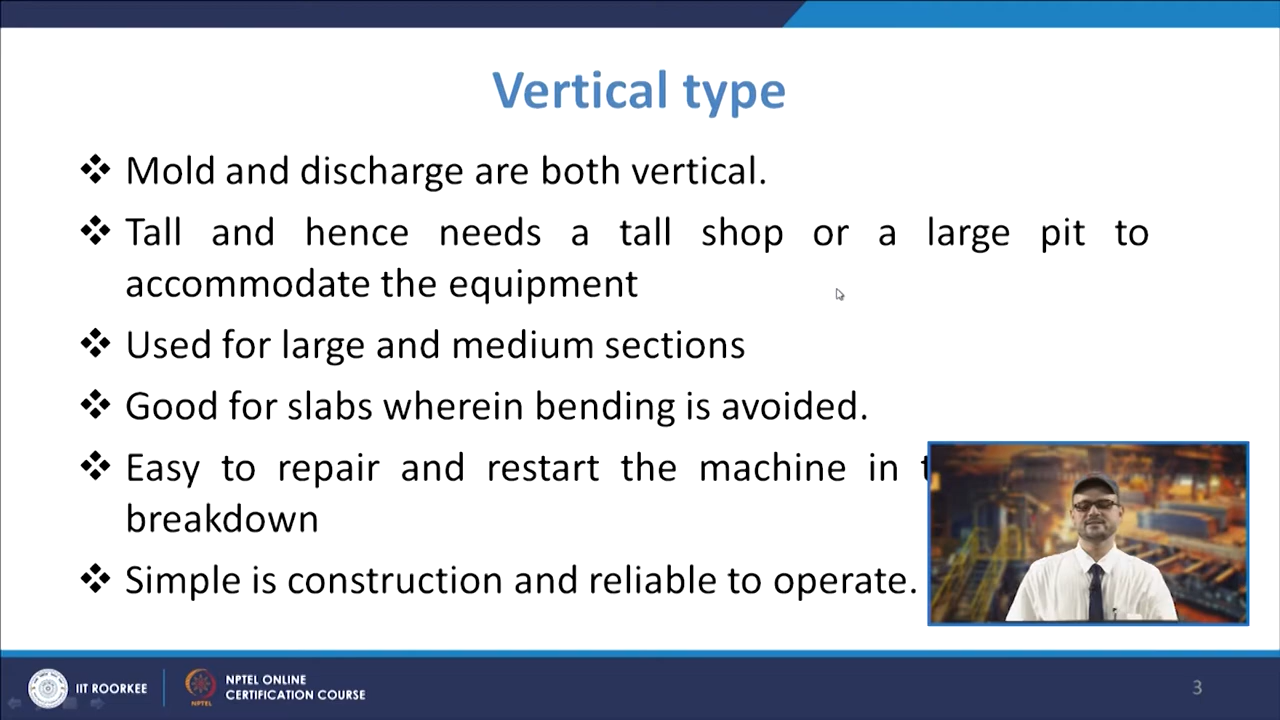 Vertical type
❖ Mold and discharge are both vertical.
❖ Tall and hence needs a tall shop or a large pit to
accommodate the equipment
❖ Used for large and medium sections
❖ Good for slabs wherein bending is avoided.
❖ Easy to repair and restart the machine in
breakdown
❖ Simple is construction and reliable to operate.
IIT ROORKEE
NPTEL ONLINE
CERTIFICATION COURSE
3